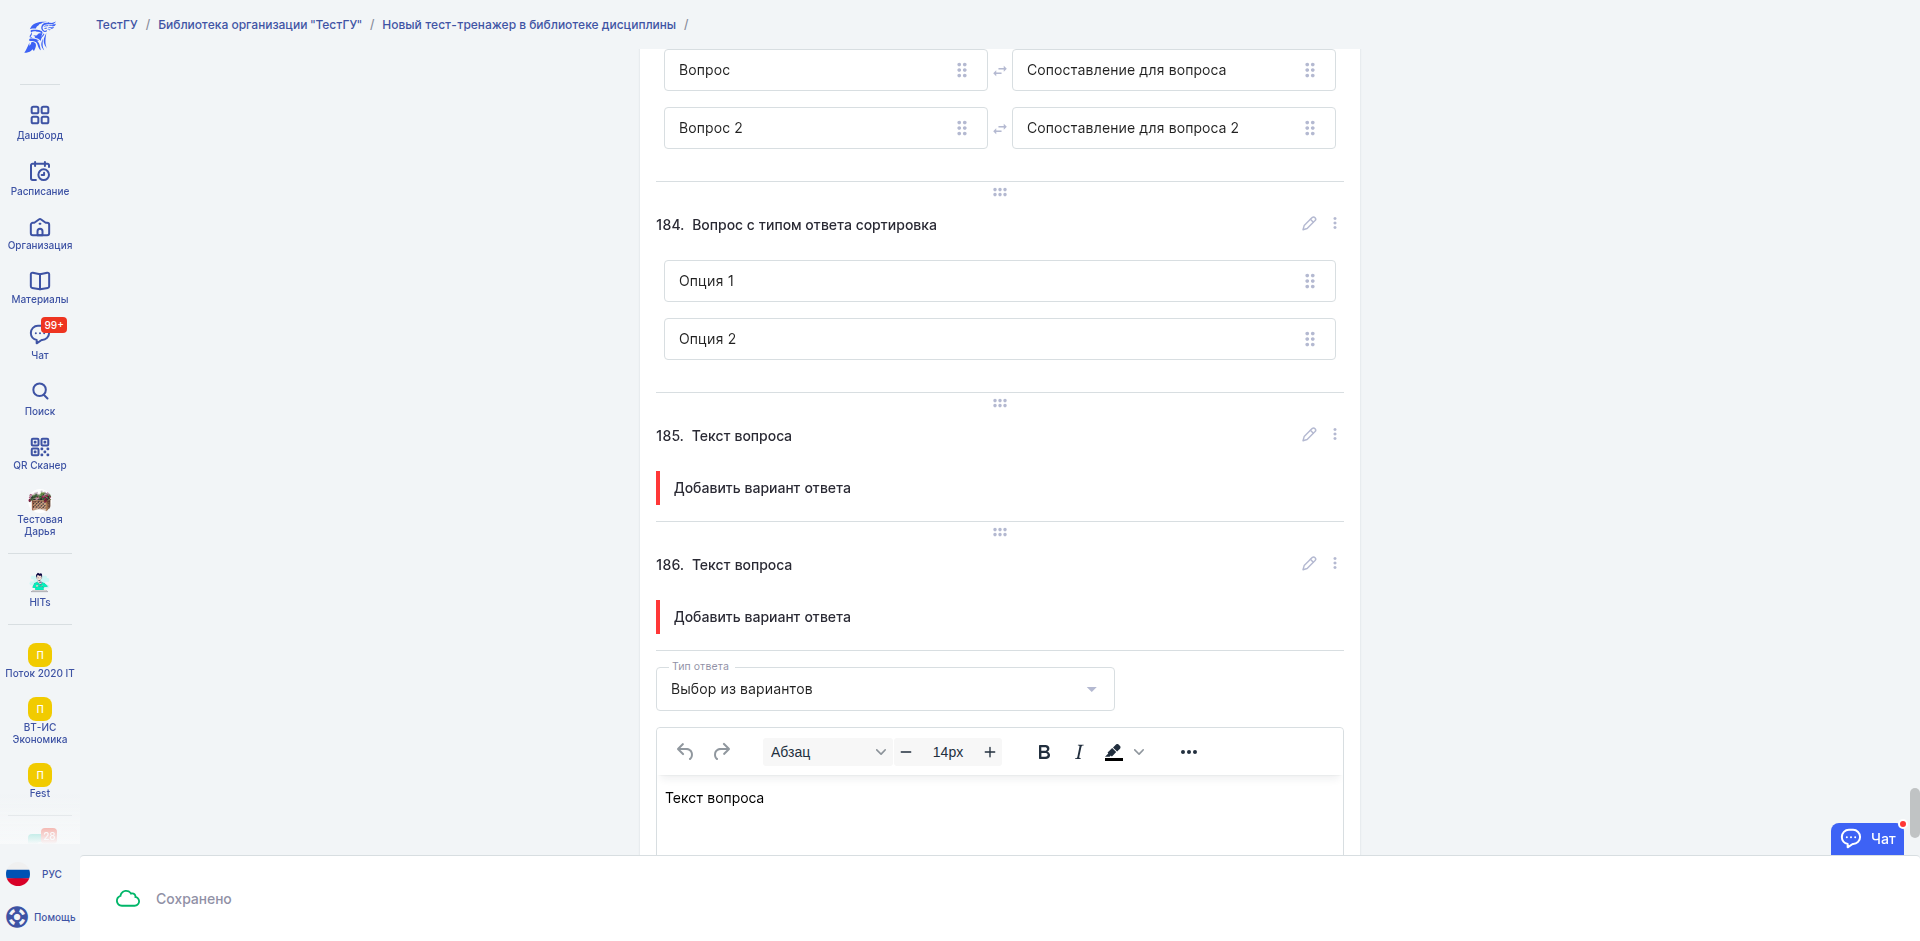 ТестГУ / Библиотека организации "ТестГУ" / Новый тест-тренажер в библиотеке дисциплины /
Дашборд
Расписание
Организация
Материалы
99+
Чат
Поиск
QR Сканер
Тестовая
Дарья
HITs
П
Поток 2020 IT
П
ВТ-ИС
Экономика
П
Fest
28
РУС
Помощь
Вопрос
Сопоставление для вопроса
Вопрос 2
Сопоставление для вопроса 2
184. Вопрос с типом ответа сортировка
Опция 1
Опция 2
185. Текст вопроса
Добавить вариант ответа
186. Текст вопроса
Добавить вариант ответа
Тип ответа
Выбор из вариантов
Абзац
14px
B I
Текст вопроса
Чат
Сохранено